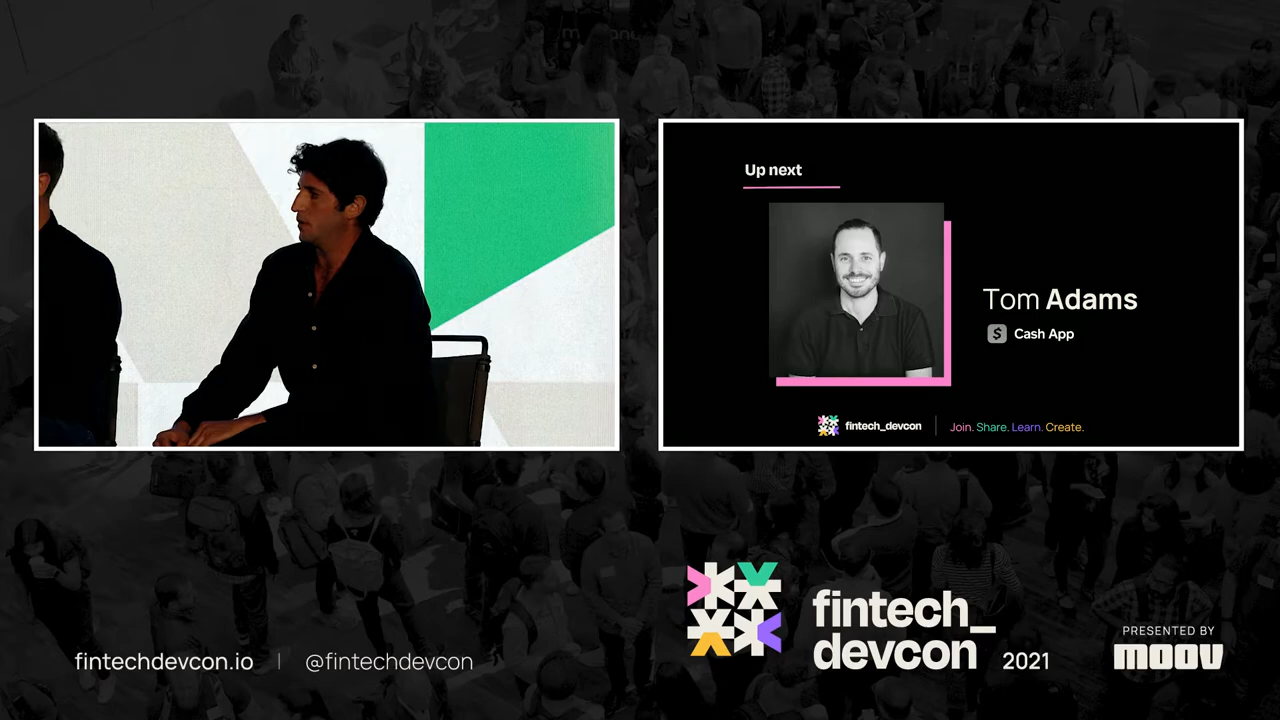 Up next
Tom Adams
$ Cash App
fintech_devcon
Join. Share. Learn. Create.
fintech_
devcon 2021
PRESENTED BY
moov
fintechdevcon.io | @fintechdevcon